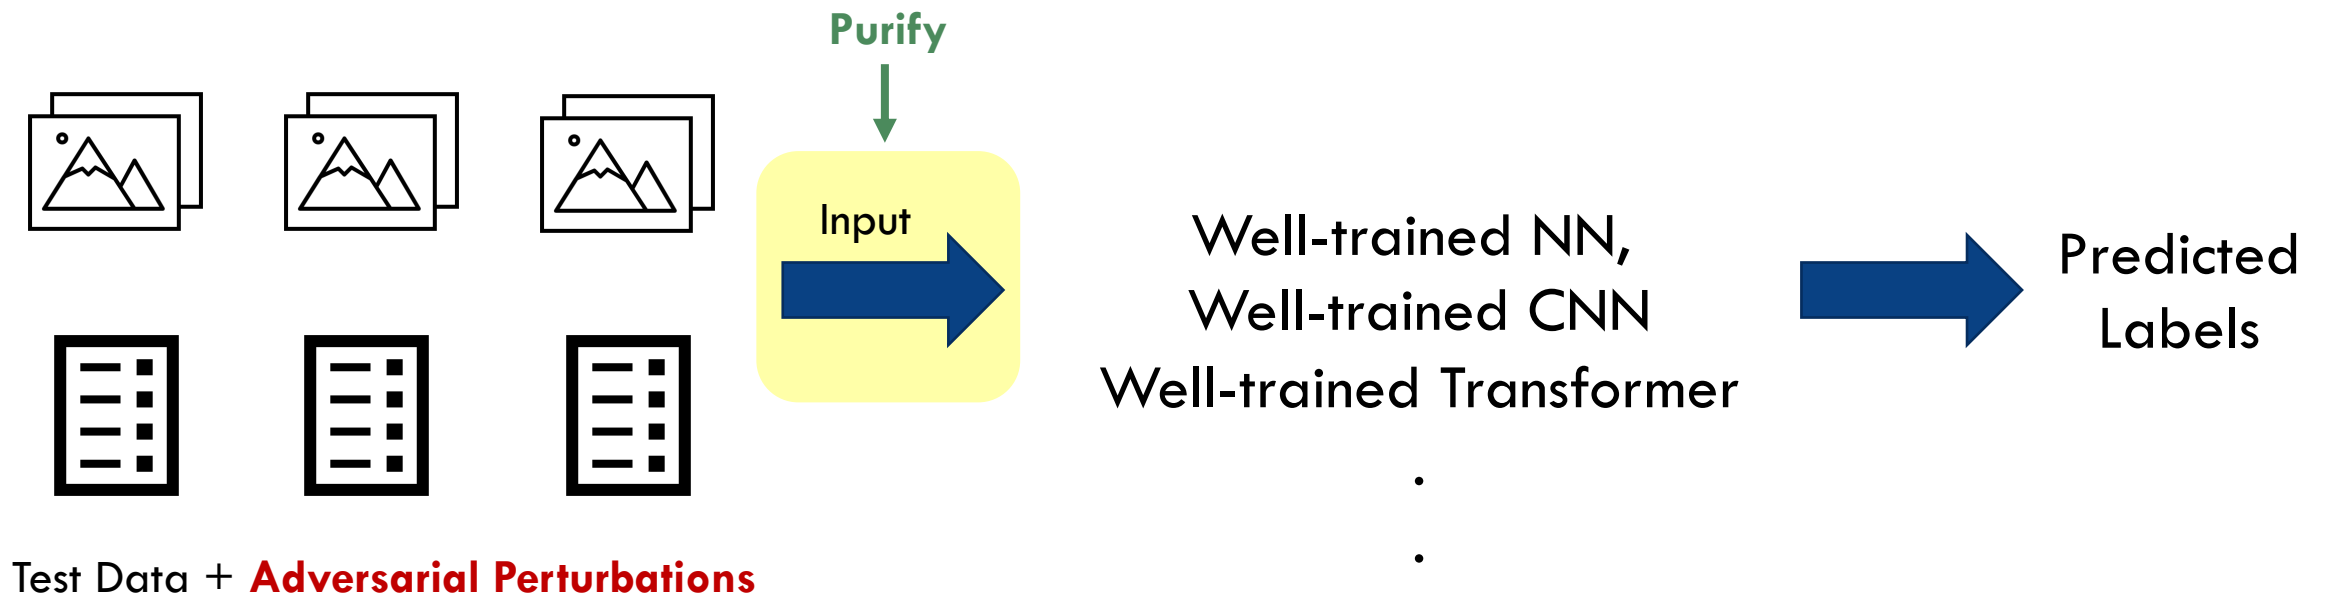 Purify
Input
Well-trained NN,
Well-trained CNN
Well-trained Transformer
.
.
Predicted
Labels
Test Data + Adversarial Perturbations